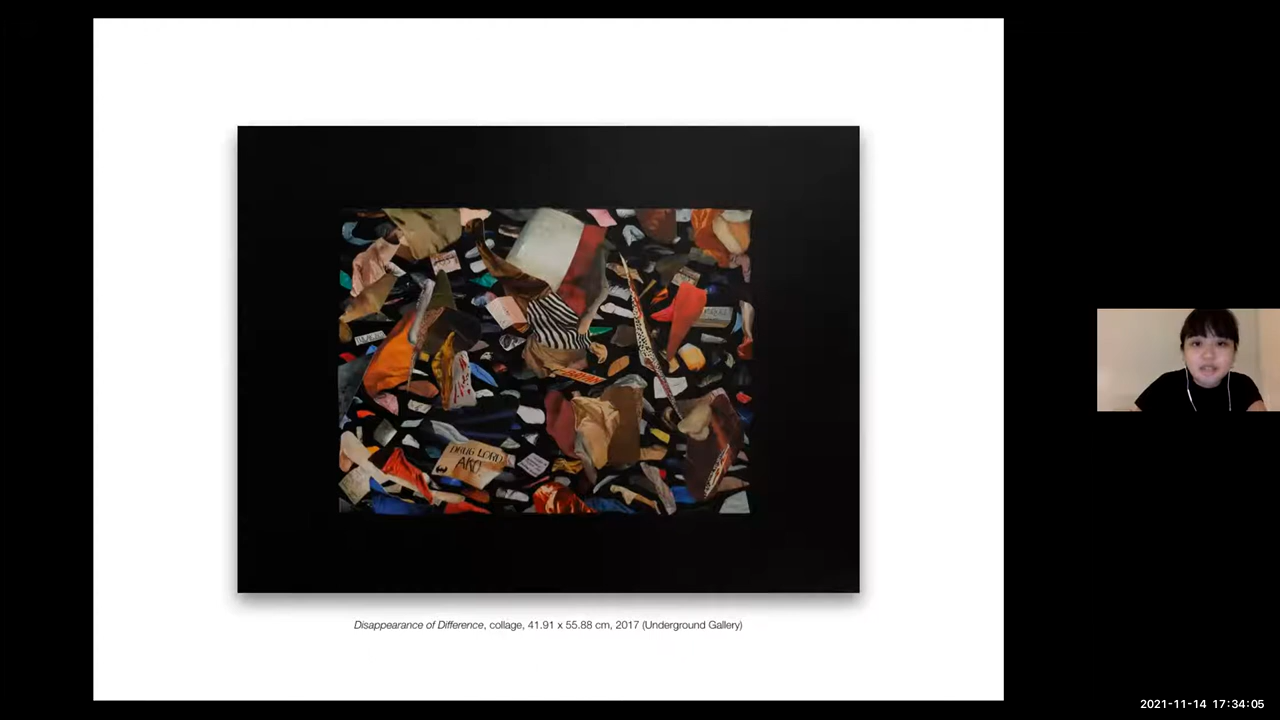 DRUG LORD
AKO!
Disappearance of Difference, collage, 41.91 x 55.88 cm, 2017 (Underground Gallery)
2021-11-14 17:34:05